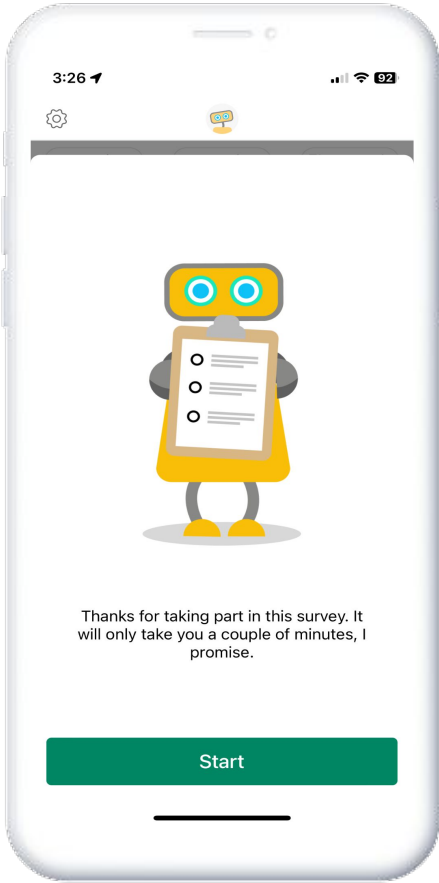 3:26
92
Thanks for taking part in this survey. It
will only take you a couple of minutes, I
promise.
Start